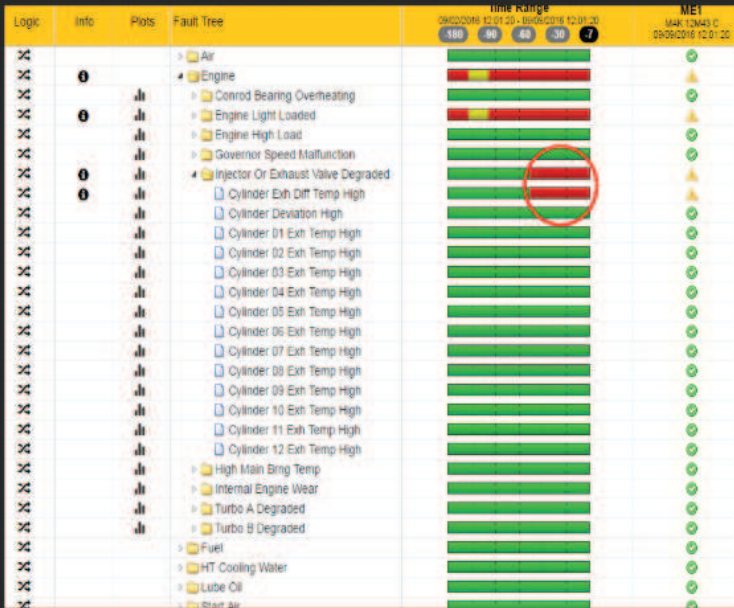 Logic Info Plots Fault Tree Time Range ME1
09/02/2016 12:01:20 - 09/09/2016 12:01:20 MAK 12M43 C
-180 -90 -60 -30 -7 09/09/2016 12:01:20
Air
Engine
Conrod Bearing Overheating
Engine Light Loaded
Engine High Load
Governor Speed Malfunction
Injector Or Exhaust Valve Degraded
Cylinder Exh Diff Temp High
Cylinder Deviation High
Cylinder 01 Exh Temp High
Cylinder 02 Exh Temp High
Cylinder 03 Exh Temp High
Cylinder 04 Exh Temp High
Cylinder 05 Exh Temp High
Cylinder 06 Exh Temp High
Cylinder 07 Exh Temp High
Cylinder 08 Exh Temp High
Cylinder 09 Exh Temp High
Cylinder 10 Exh Temp High
Cylinder 11 Exh Temp High
Cylinder 12 Exh Temp High
High Main Brng Temp
Internal Engine Wear
Turbo A Degraded
Turbo B Degraded
Fuel
HT Cooling Water
Lube Oil
Start Air